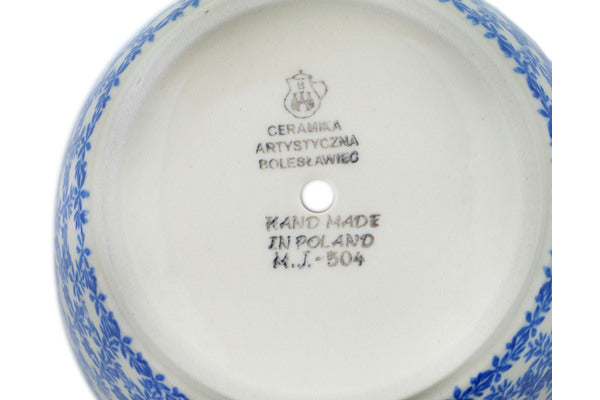 B
CERAMIKA
ARTYSTYCZNA
BOLESŁAWIEC
HAND MADE
IN POLAND
M.J.-504